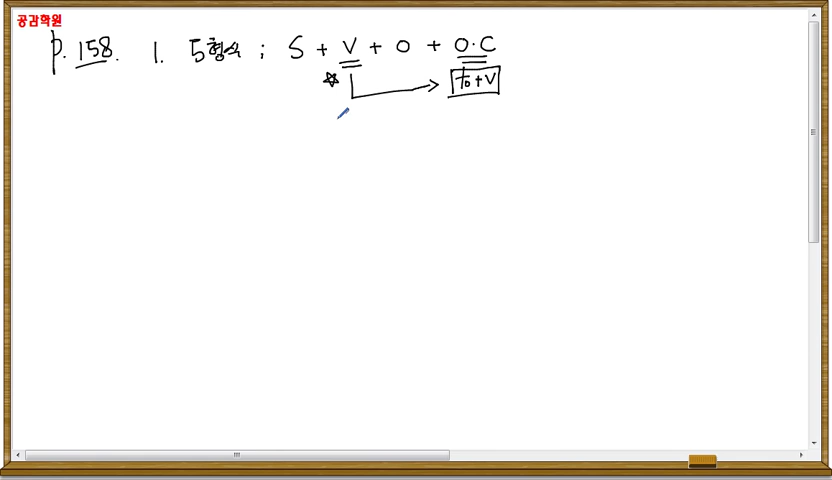 공감학원
p. 158. 1. 5형식 ; S + V + O + O·C
to + V